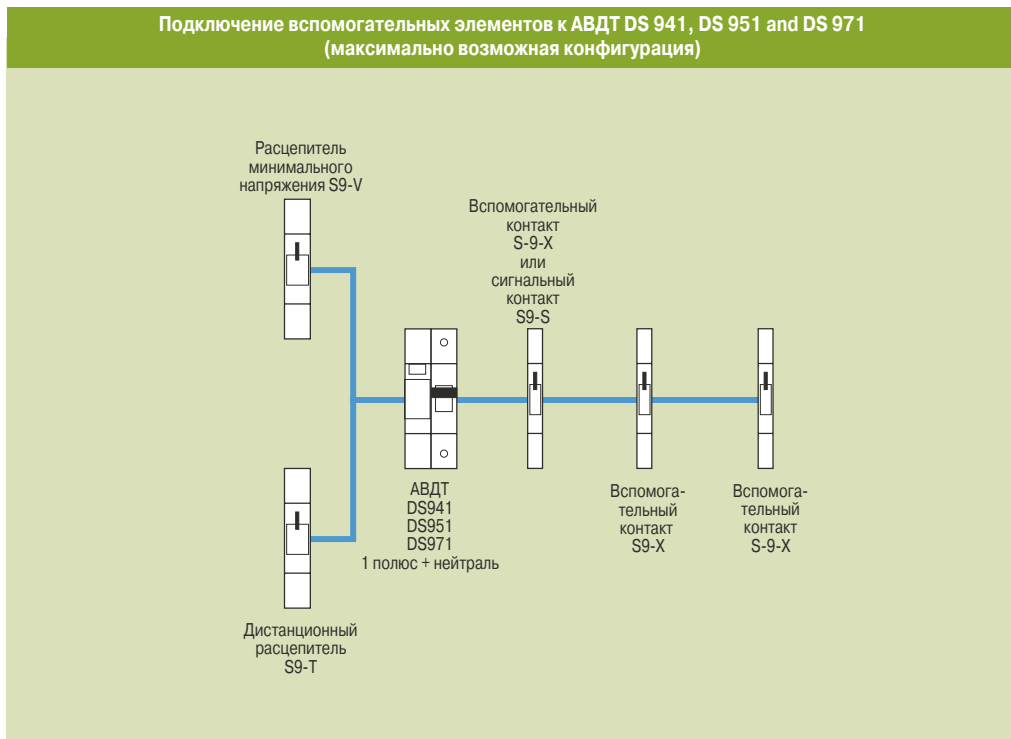 Подключение вспомогательных элементов к АВДТ DS 941, DS 951 and DS 971
(максимально возможная конфигурация)
Расцепитель
минимального
напряжения S9-V
Вспомогательный
контакт
S-9-X
или
сигнальный
контакт
S9-S
АВДТ
DS941
DS951
DS971
1 полюс + нейтраль
Вспомога-
тельный
контакт
S9-X
Вспомога-
тельный
контакт
S-9-X
Дистанционный
расцепитель
S9-T